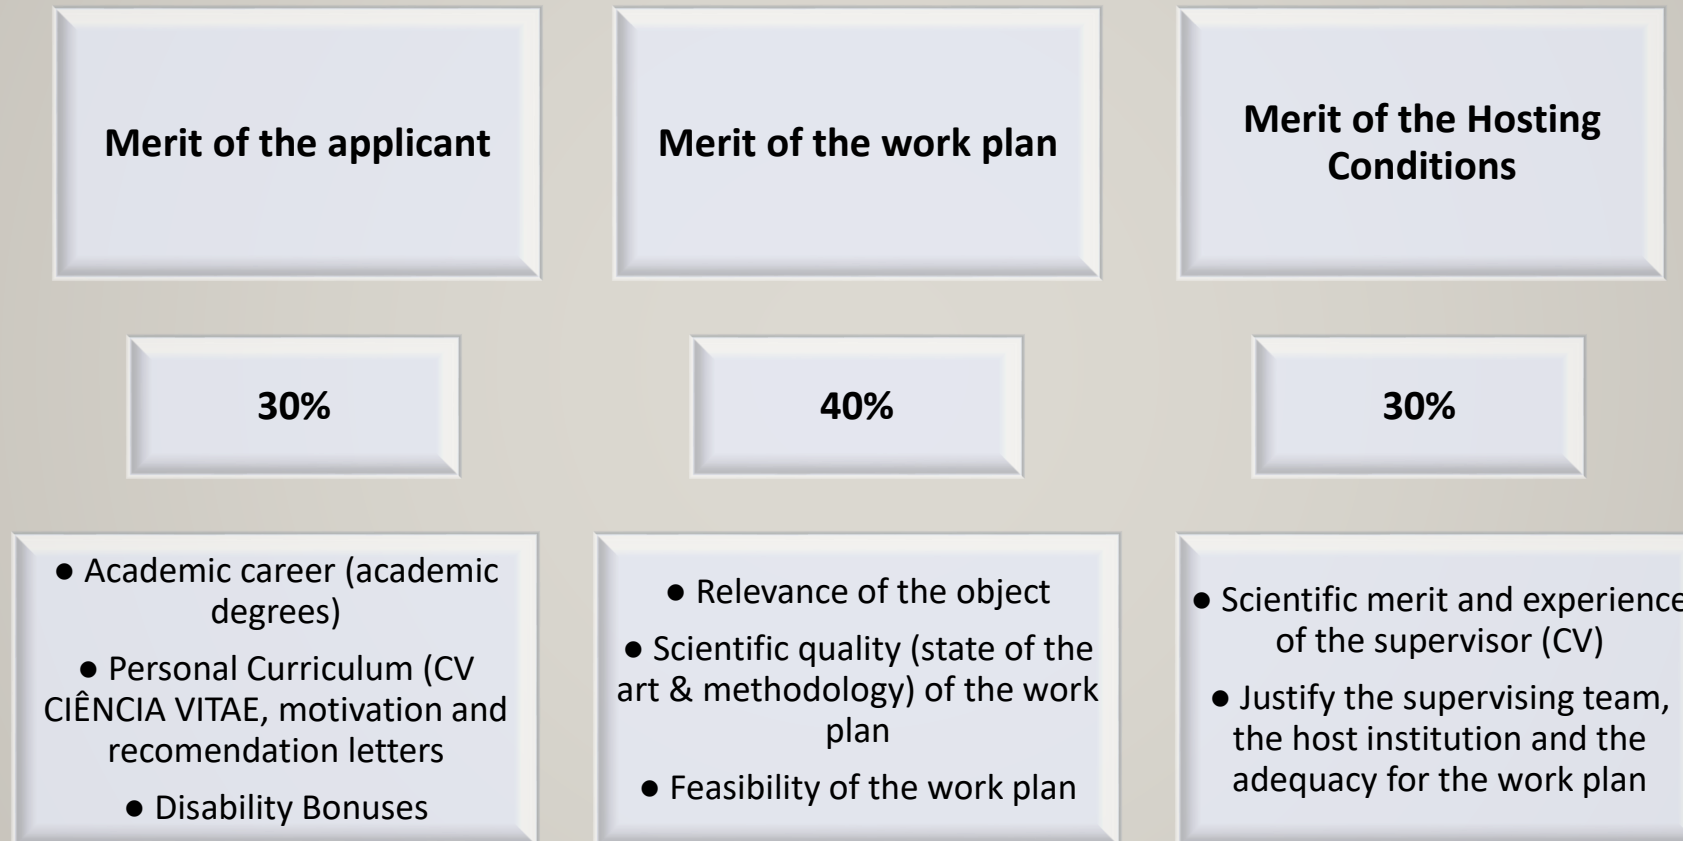 Merit of the applicant
Merit of the work plan
Merit of the Hosting
Conditions
30%
40%
30%
● Academic career (academic
degrees)
● Personal Curriculum (CV
CIÊNCIA VITAE, motivation and
recomendation letters
● Disability Bonuses
● Relevance of the object
● Scientific quality (state of the
art & methodology) of the work
plan
● Feasibility of the work plan
● Scientific merit and experience
of the supervisor (CV)
● Justify the supervising team,
the host institution and the
adequacy for the work plan